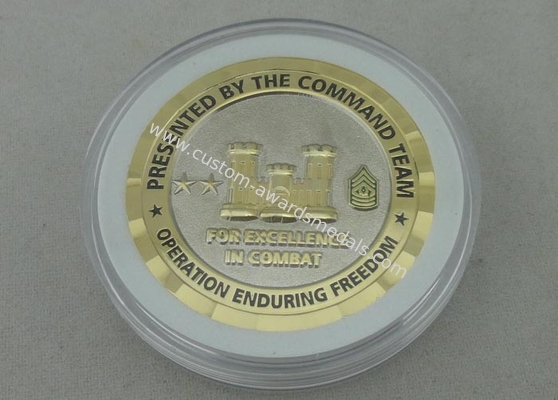 PRESENTED BY THE COMMAND TEAM
FOR EXCELLENCE
IN COMBAT
OPERATION ENDURING FREEDOM
www.custom-awardsmedals.com